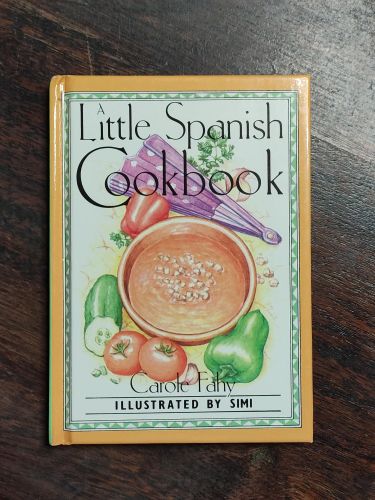 A
Little Spanish
Cookbook
Carole Fahy
ILLUSTRATED BY SIMI